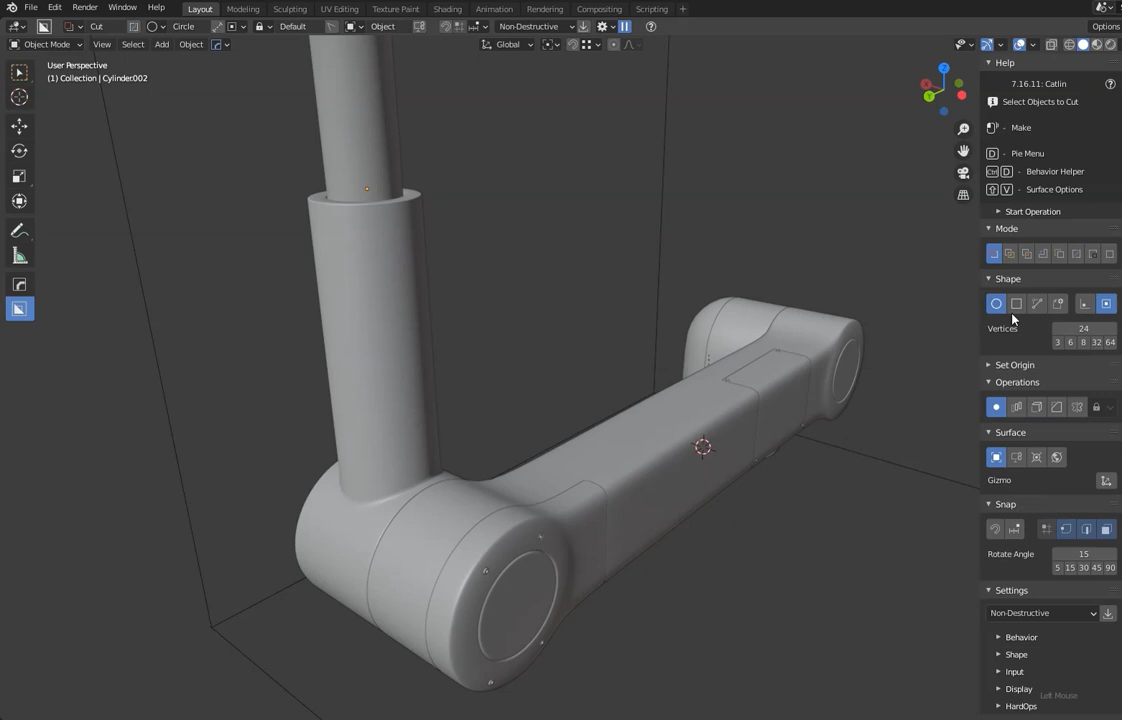 File Edit Render Window Help Layout Modeling Sculpting UV Editing Texture Paint Shading Animation Rendering Compositing Scripting +
Cut Circle Default Object Non-Destructive Options
Object Mode View Select Add Object Global
User Perspective
(1) Collection | Cylinder.002
Z
X
Y
Help
7.16.11: Catlin
Select Objects to Cut
- Make
D - Pie Menu
Ctrl D - Behavior Helper
V - Surface Options
Start Operation
Mode
Shape
Vertices 24
3 6 8 32 64
Set Origin
Operations
Surface
Gizmo
Snap
Rotate Angle 15
5 15 30 45 90
Settings
Non-Destructive
Behavior
Shape
Input
Display
Left Mouse
HardOps